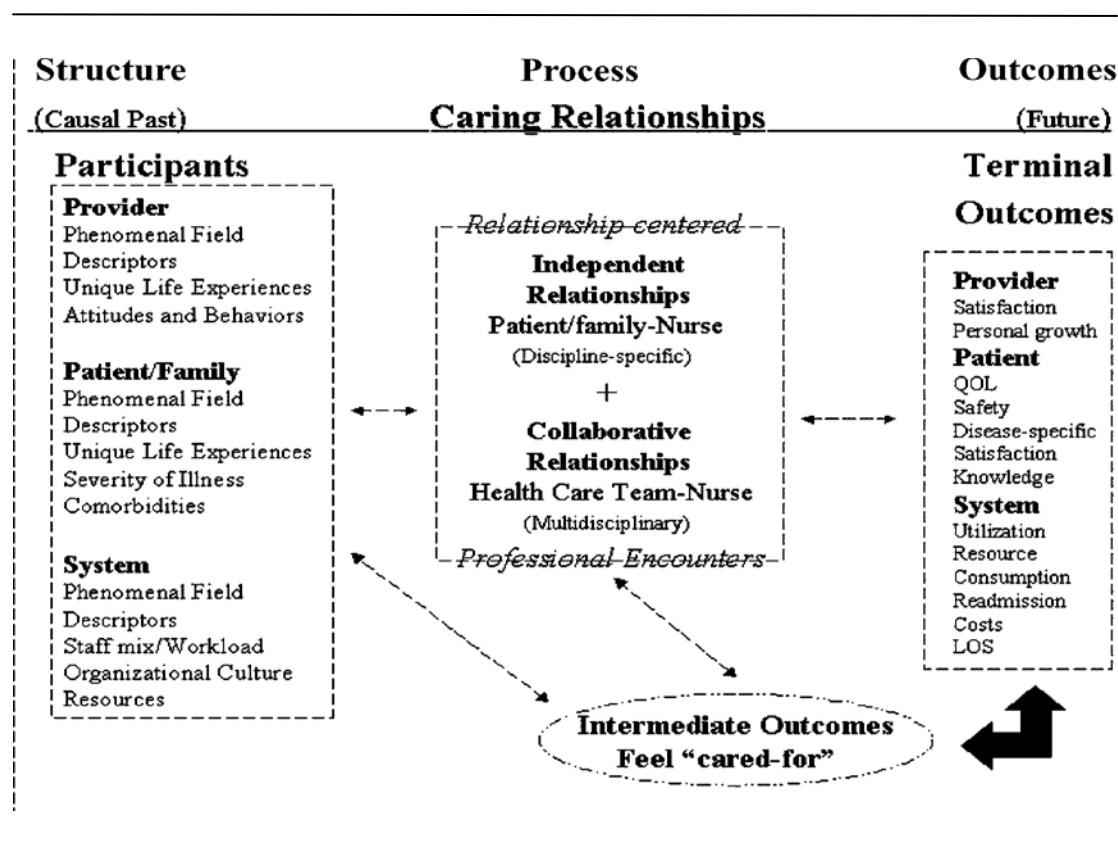 Structure
(Causal Past)
Process
Caring Relationships
Outcomes
(Future)
Participants
Provider
Phenomenal Field
Descriptors
Unique Life Experiences
Attitudes and Behaviors
Patient/Family
Phenomenal Field
Descriptors
Unique Life Experiences
Severity of Illness
Comorbidities
System
Phenomenal Field
Descriptors
Staff mix/Workload
Organizational Culture
Resources
Relationship centered
Independent
Relationships
Patient/family-Nurse
(Discipline-specific)
+
Collaborative
Relationships
Health Care Team-Nurse
(Multidisciplinary)
Professional Encounters
Terminal
Outcomes
Provider
Satisfaction
Personal growth
Patient
QOL
Safety
Disease-specific
Satisfaction
Knowledge
System
Utilization
Resource
Consumption
Readmission
Costs
LOS
Intermediate Outcomes
Feel “cared-for”